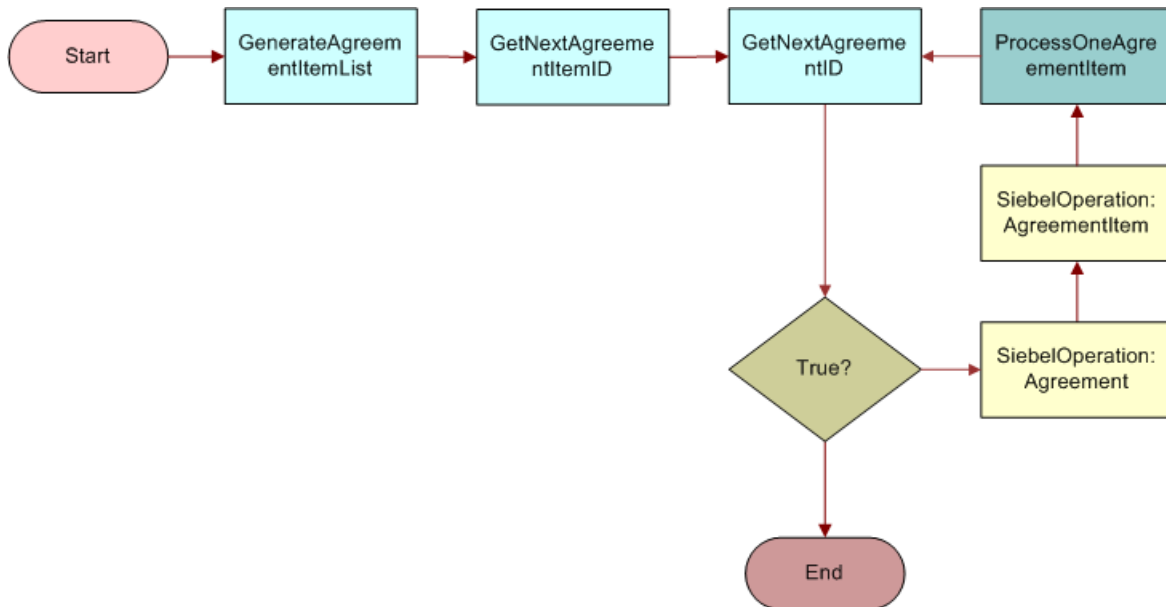 Start
GenerateAgreem
entItemList
GetNextAgreeme
ntItemID
GetNextAgreeme
ntID
ProcessOneAgre
ementItem
SiebelOperation:
AgreementItem
True?
SiebelOperation:
Agreement
End